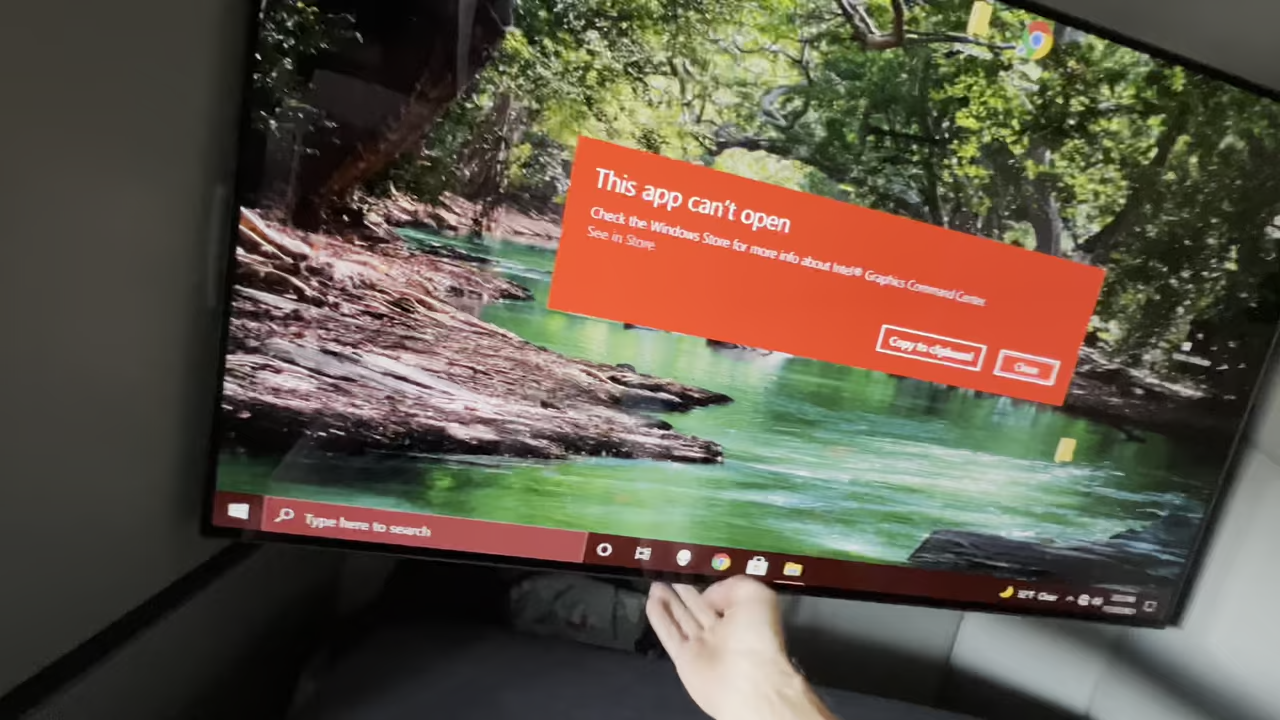 This app can't open
Check the Windows Store for more info about Intel® Graphics Command Center.
See in Store
Copy to clipboard
Close
Type here to search